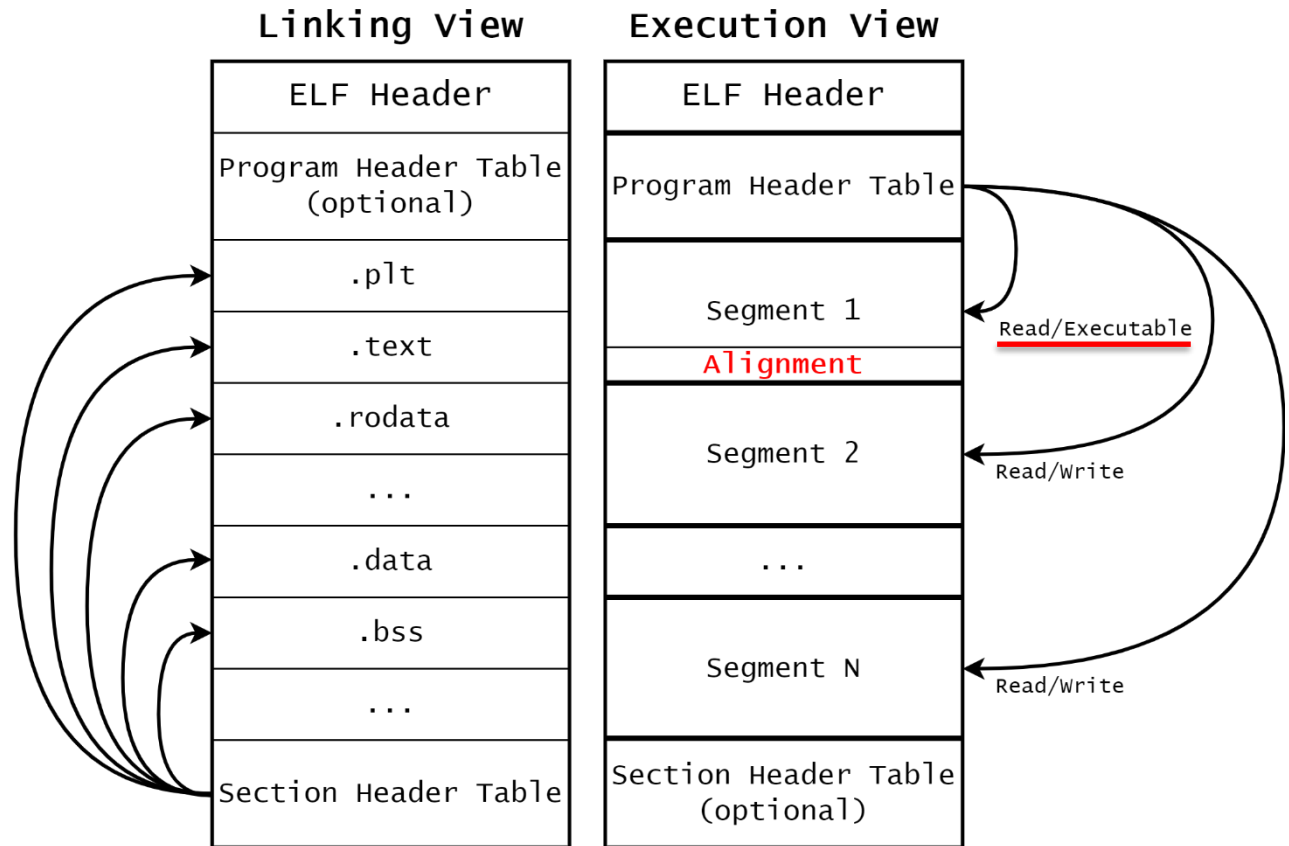 Linking View
ELF Header
Program Header Table
(optional)
.plt
.text
.rodata
...
.data
.bss
...
Section Header Table
Execution View
ELF Header
Program Header Table
Segment 1
Alignment
Segment 2
...
Segment N
Section Header Table
(optional)
Read/Executable
Read/Write
Read/Write